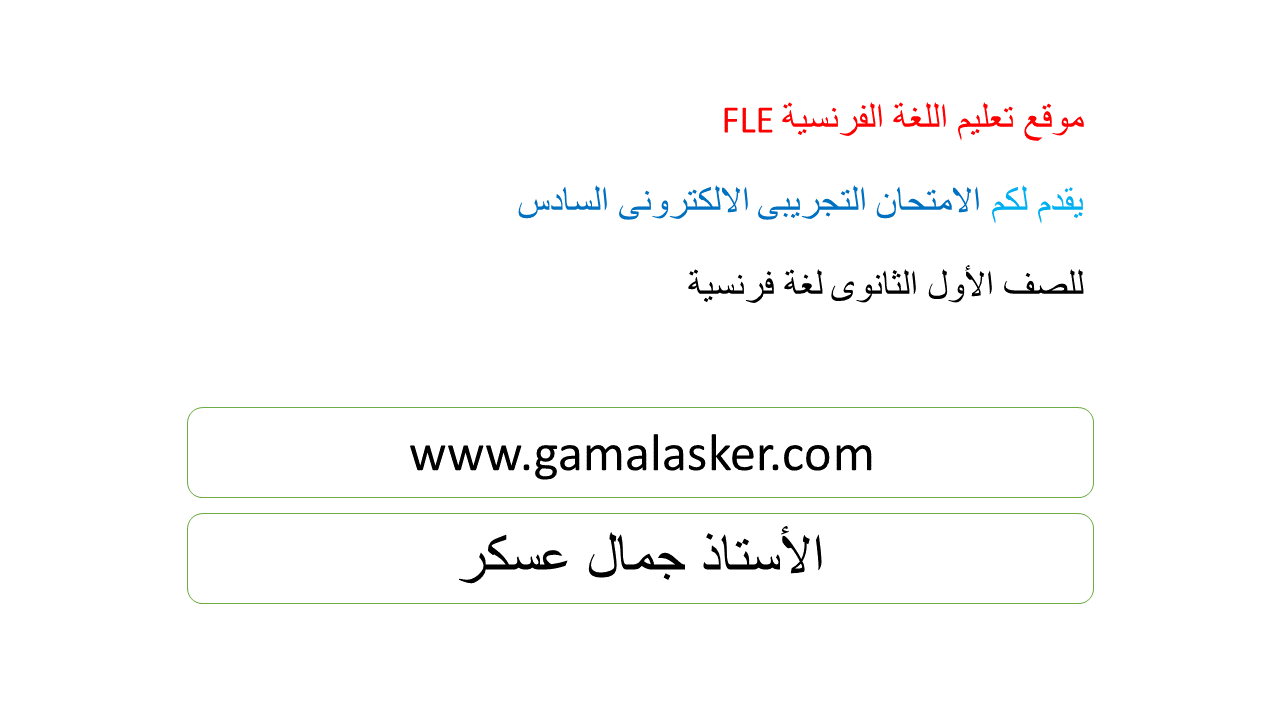 موقع تعليم اللغة الفرنسية FLE
يقدم لكم الامتحان التجريبى الالكترونى السادس
للصف الأول الثانوى لغة فرنسية
www.gamalasker.com
الأستاذ جمال عسكر